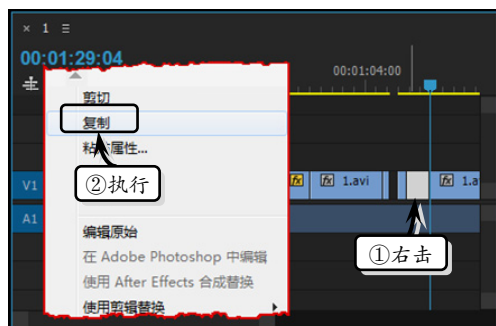 × 1 ≡
00:01:29:04
00:01:04:00
剪切
复制
粘贴属性...
②执行
V1
fx
fx 1.avi
fx 1.a
A1
①右击
编辑原始
在 Adobe Photoshop 中编辑
使用 After Effects 合成替换
使用剪辑替换